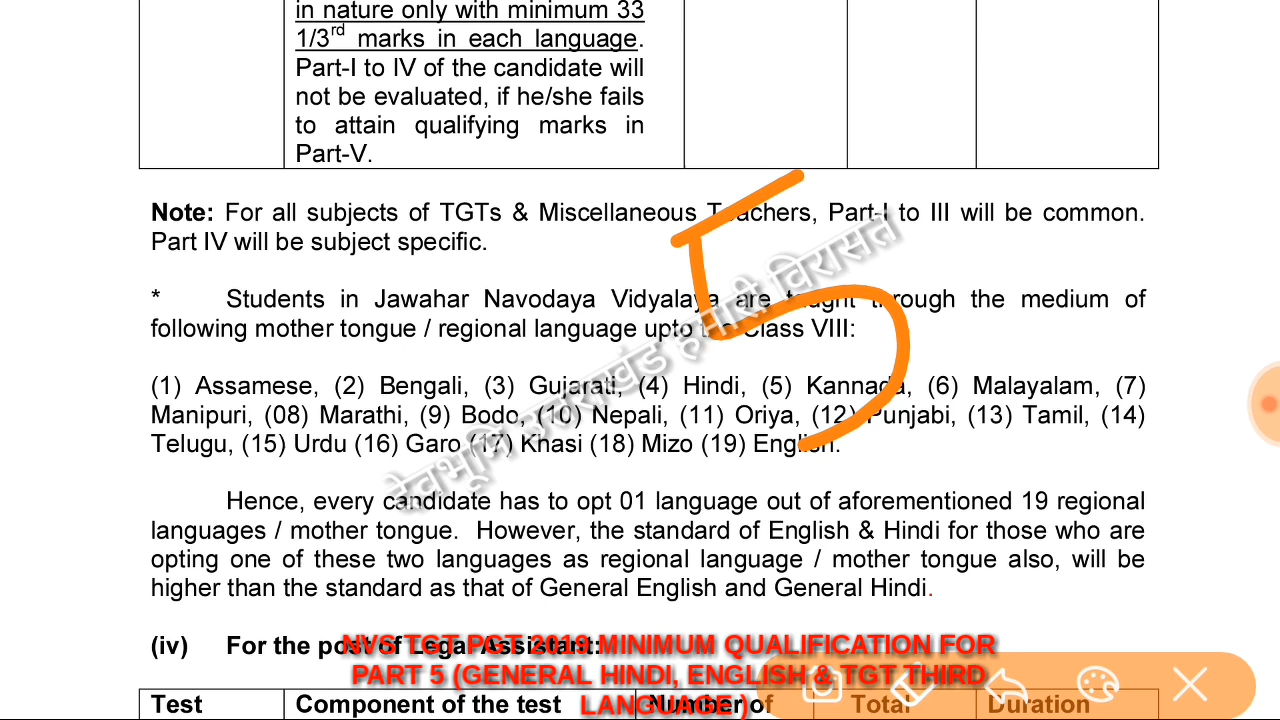 in nature only with minimum 33
1/3rd marks in each language.
Part-I to IV of the candidate will
not be evaluated, if he/she fails
to attain qualifying marks in
Part-V.
Note: For all subjects of TGTs & Miscellaneous Teachers, Part-I to III will be common.
Part IV will be subject specific.
* Students in Jawahar Navodaya Vidyalaya are taught through the medium of
following mother tongue / regional language upto the Class VIII:
(1) Assamese, (2) Bengali, (3) Gujarati, (4) Hindi, (5) Kannada, (6) Malayalam, (7)
Manipuri, (08) Marathi, (9) Bodo, (10) Nepali, (11) Oriya, (12) Punjabi, (13) Tamil, (14)
Telugu, (15) Urdu (16) Garo (17) Khasi (18) Mizo (19) English.
5
देवभूमि उत्तराखंड हमारी विरासत
Hence, every candidate has to opt 01 language out of aforementioned 19 regional
languages / mother tongue. However, the standard of English & Hindi for those who are
opting one of these two languages as regional language / mother tongue also, will be
higher than the standard as that of General English and General Hindi.
(iv) For the post of Legal Assistant:
NVS TGT PGT 2019 MINIMUM QUALIFICATION FOR
PART 5 (GENERAL HINDI, ENGLISH & TGT THIRD
LANGUAGE)
Test Component of the test Number of Total Duration